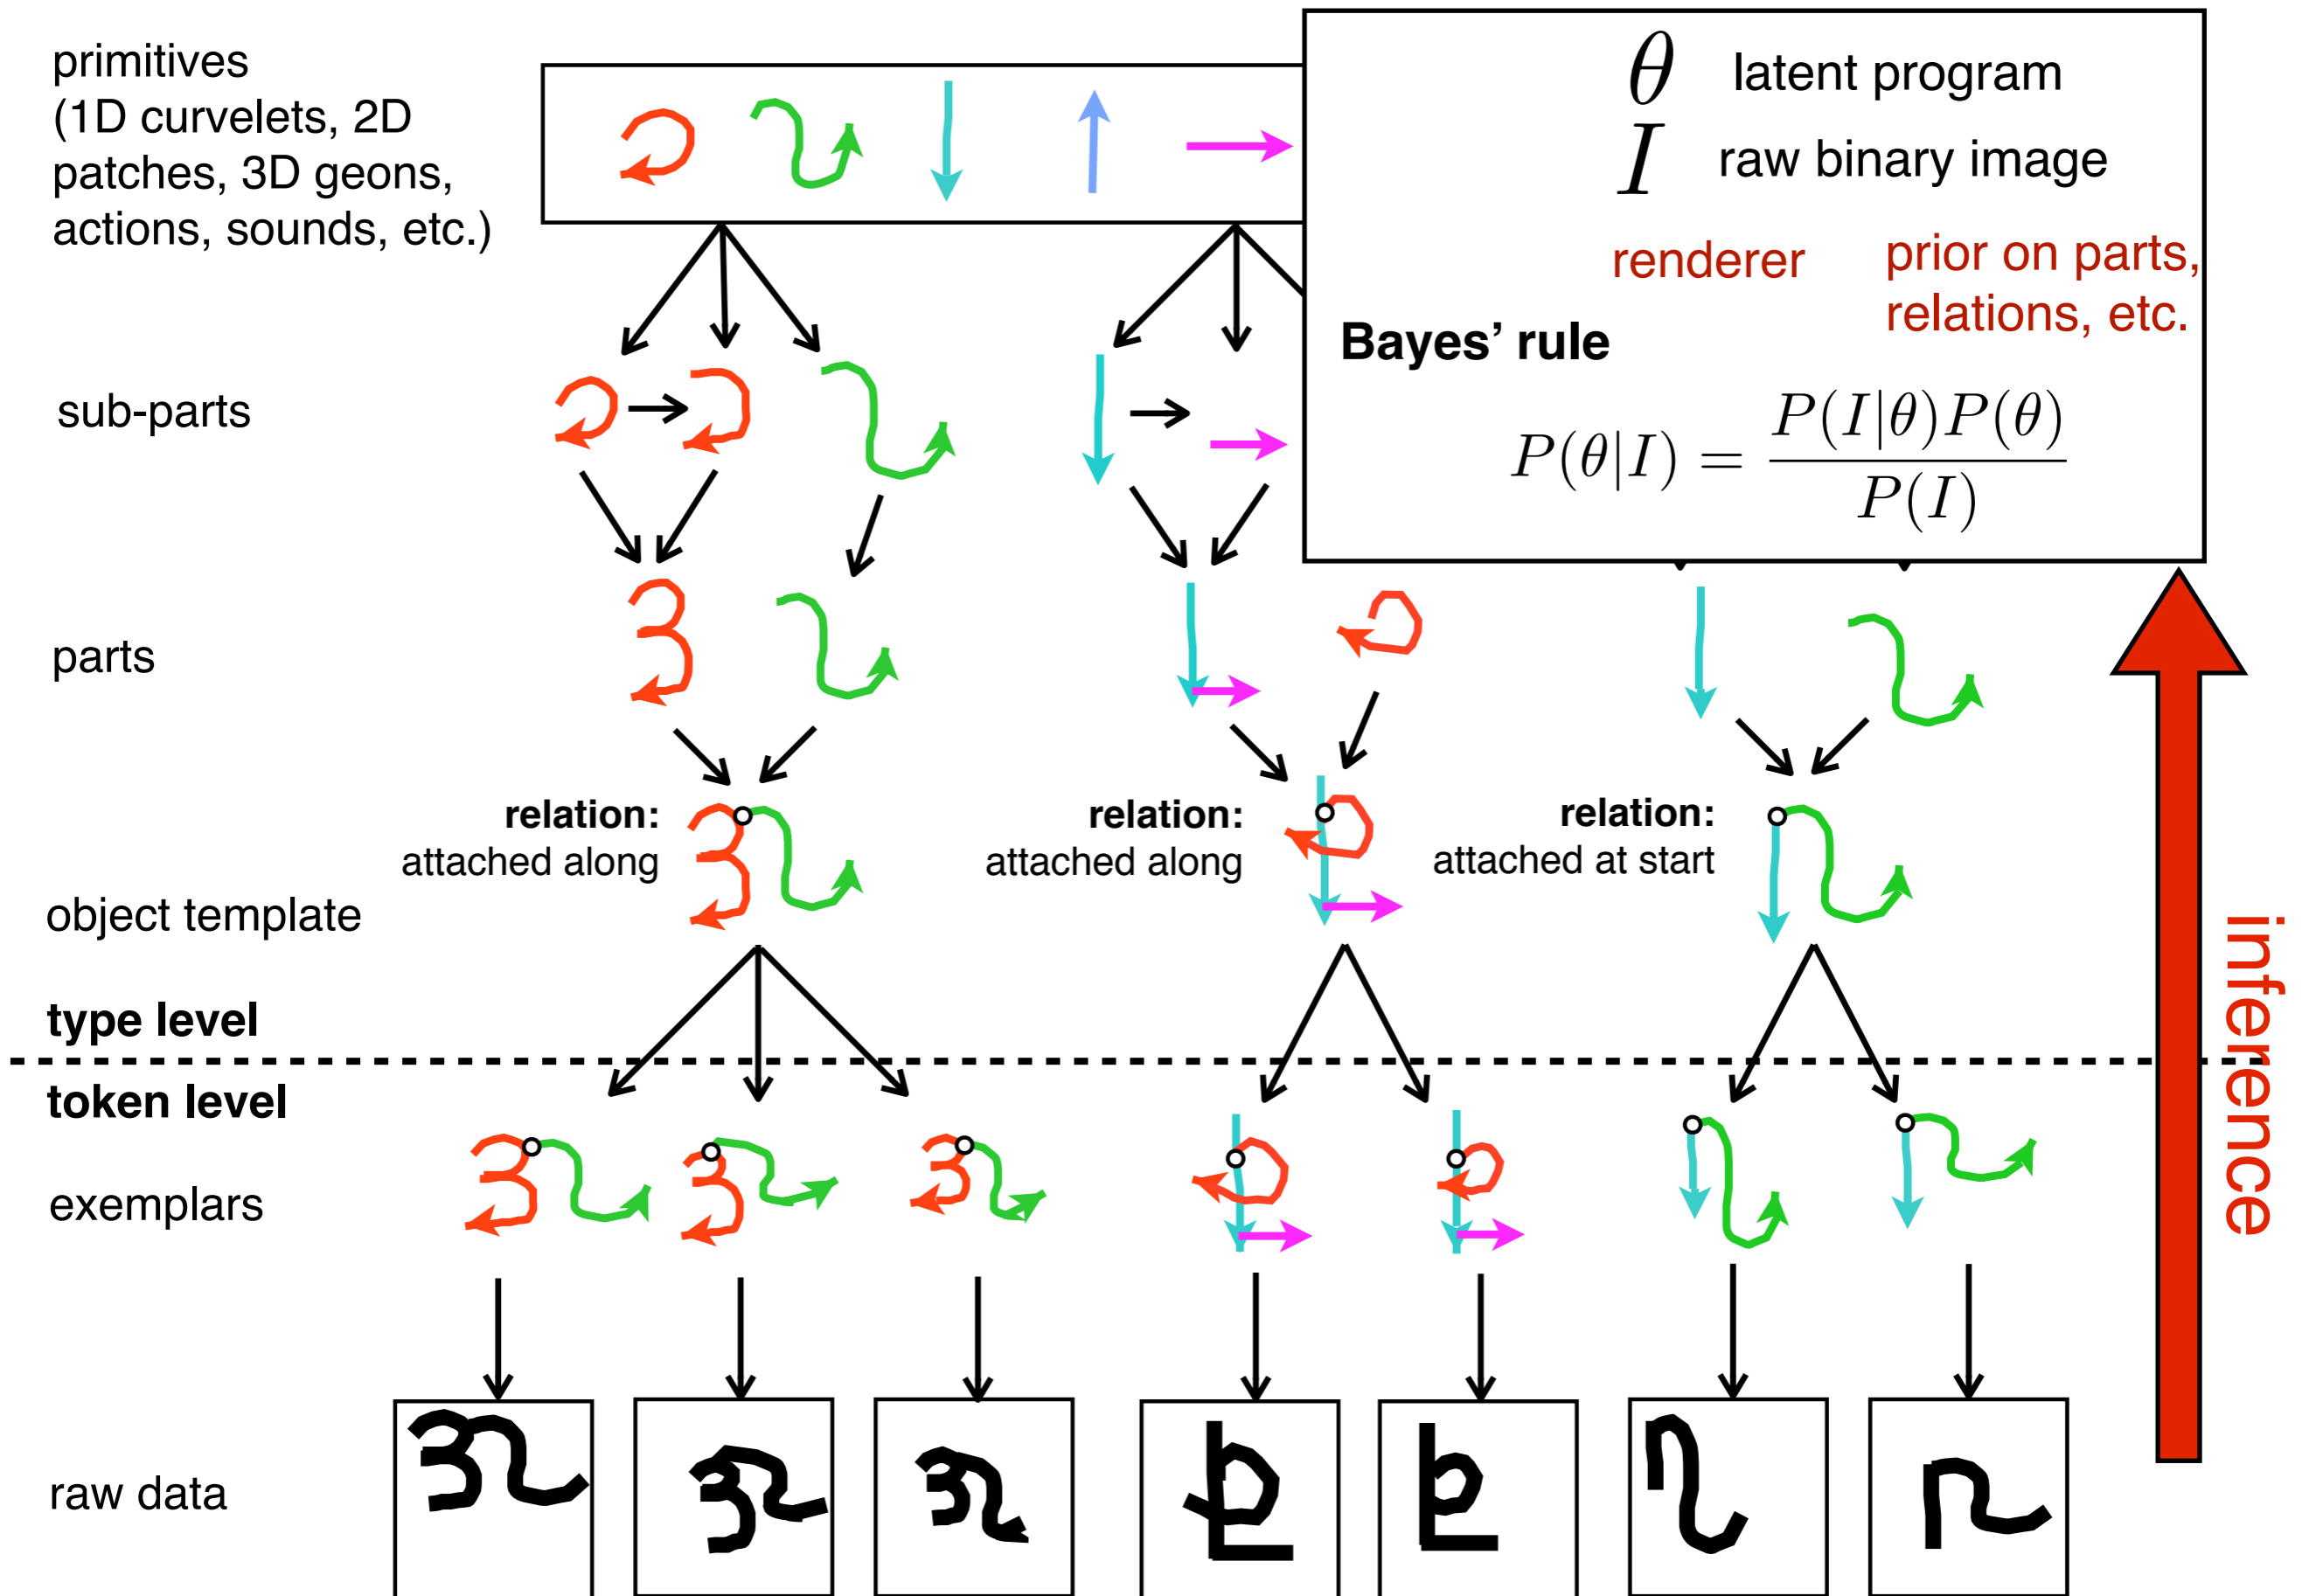 primitives
(1D curvelets, 2D
patches, 3D geons,
actions, sounds, etc.)
θ latent program
I raw binary image
renderer
prior on parts,
relations, etc.
Bayes’ rule
P(θ|I) = P(I|θ)P(θ) / P(I)
sub-parts
parts
relation:
attached along
relation:
attached along
relation:
attached at start
object template
type level
token level
exemplars
raw data
inference